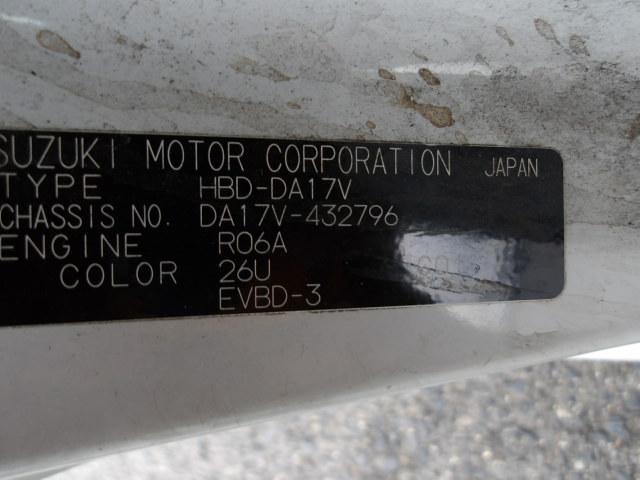 SUZUKI MOTOR CORPORATION JAPAN
TYPE HBD-DA17V
CHASSIS NO. DA17V-432796
ENGINE R06A
COLOR 26U
EVBD-3